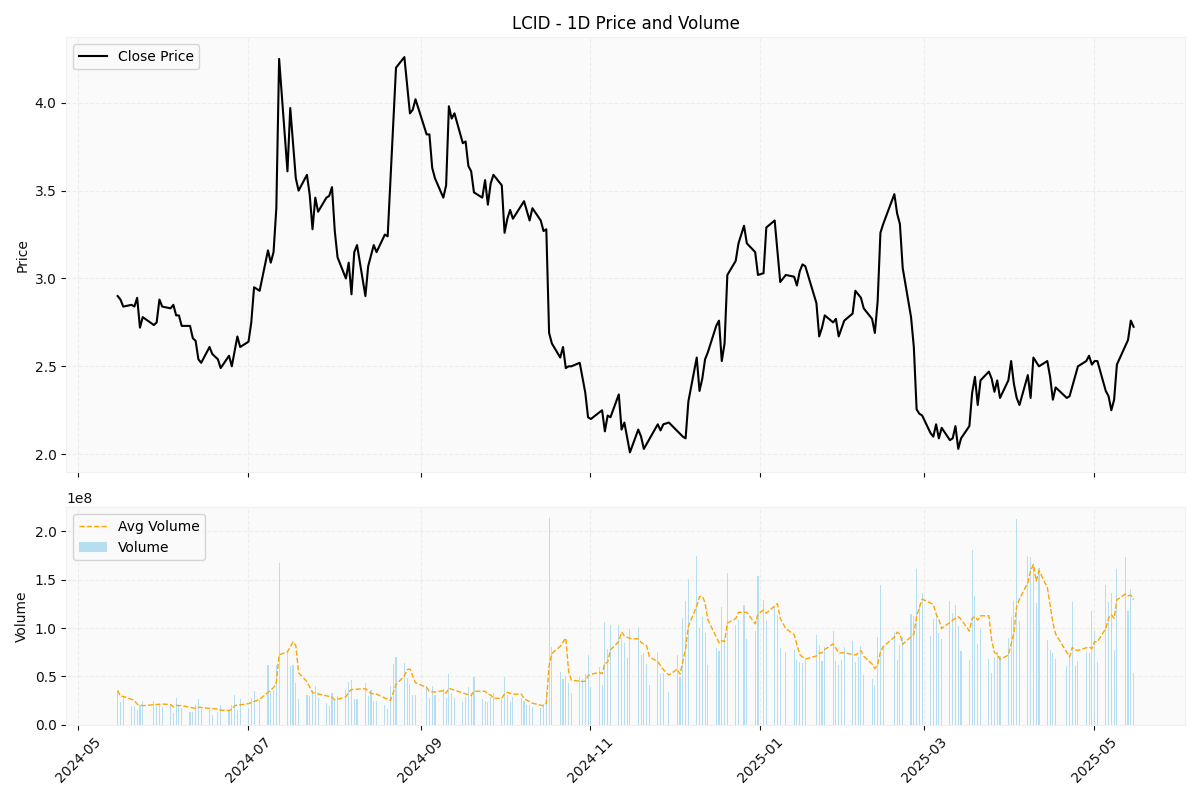 LCID - 1D Price and Volume
Close Price
Price
4.0
3.5
3.0
2.5
2.0
1e8
Avg Volume
Volume
Volume
2.0
1.5
1.0
0.5
0.0
2024-05
2024-07
2024-09
2024-11
2025-01
2025-03
2025-05